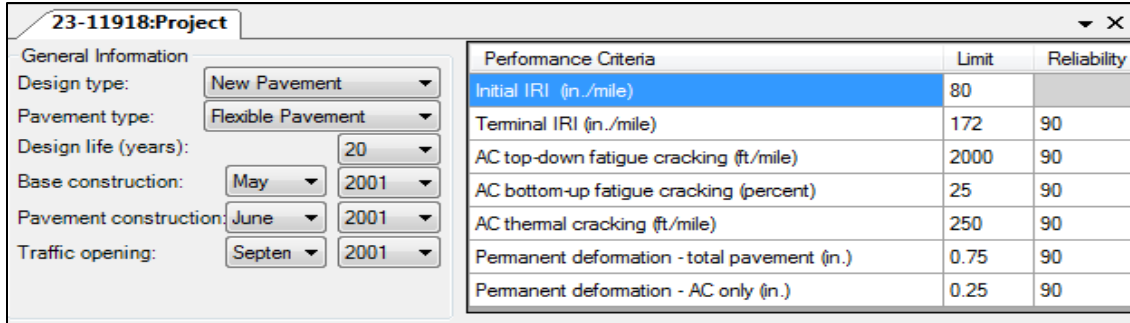 23-11918:Project
General Information
Design type: New Pavement
Pavement type: Flexible Pavement
Design life (years): 20
Base construction: May 2001
Pavement construction: June 2001
Traffic opening: Septen 2001
Performance Criteria Limit Reliability
Initial IRI (in./mile) 80
Terminal IRI (in./mile) 172 90
AC top-down fatigue cracking (ft/mile) 2000 90
AC bottom-up fatigue cracking (percent) 25 90
AC thermal cracking (ft/mile) 250 90
Permanent deformation - total pavement (in.) 0.75 90
Permanent deformation - AC only (in.) 0.25 90